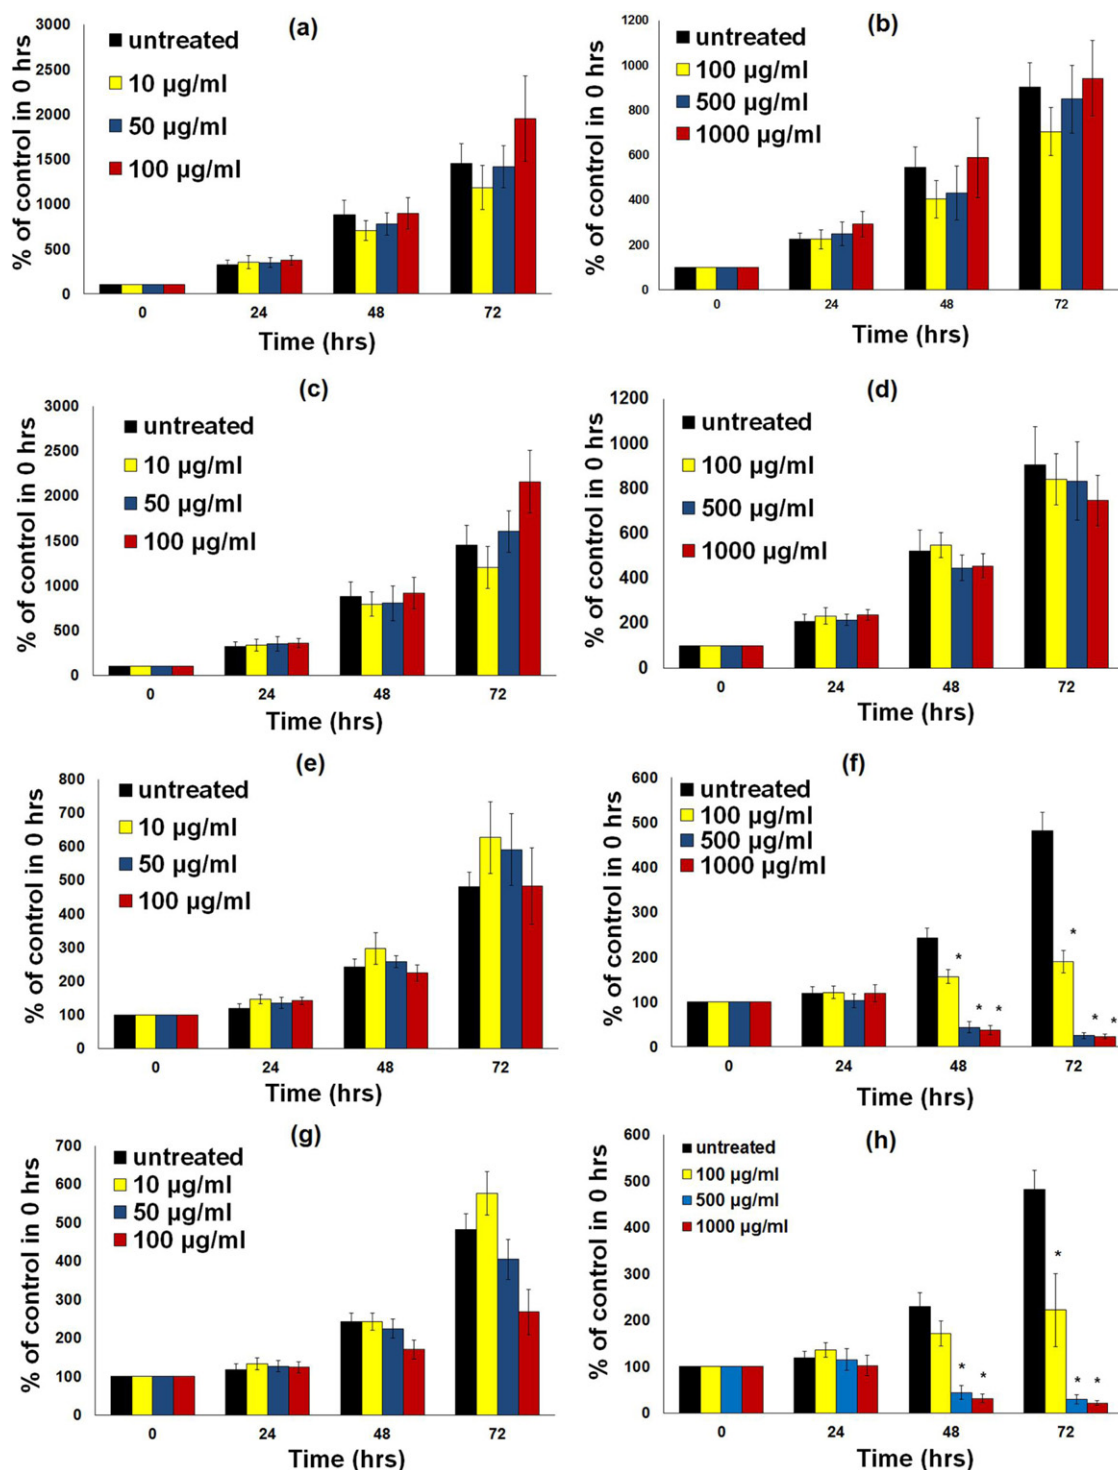 (a)
% of control in 0 hrs
3000
2500
2000
1500
1000
500
0
untreated
10 µg/ml
50 µg/ml
100 µg/ml
0 24 48 72
Time (hrs)
(b)
% of control in 0 hrs
1200
1000
800
600
400
200
0
untreated
100 µg/ml
500 µg/ml
1000 µg/ml
0 24 48 72
Time (hrs)
(c)
% of control in 0 hrs
3000
2500
2000
1500
1000
500
0
untreated
10 µg/ml
50 µg/ml
100 µg/ml
0 24 48 72
Time (hrs)
(d)
% of control in 0 hrs
1200
1000
800
600
400
200
0
untreated
100 µg/ml
500 µg/ml
1000 µg/ml
0 24 48 72
Time (hrs)
(e)
% of control in 0 hrs
800
700
600
500
400
300
200
100
0
untreated
10 µg/ml
50 µg/ml
100 µg/ml
0 24 48 72
Time (hrs)
(f)
% of control in 0 hrs
600
500
400
300
200
100
0
untreated
100 µg/ml
500 µg/ml
1000 µg/ml
* * * * * *
0 24 48 72
Time (hrs)
(g)
% of control in 0 hrs
700
600
500
400
300
200
100
0
untreated
10 µg/ml
50 µg/ml
100 µg/ml
0 24 48 72
Time (hrs)
(h)
% of control in 0 hrs
600
500
400
300
200
100
0
untreated
100 µg/ml
500 µg/ml
1000 µg/ml
* * * * *
0 24 48 72
Time (hrs)